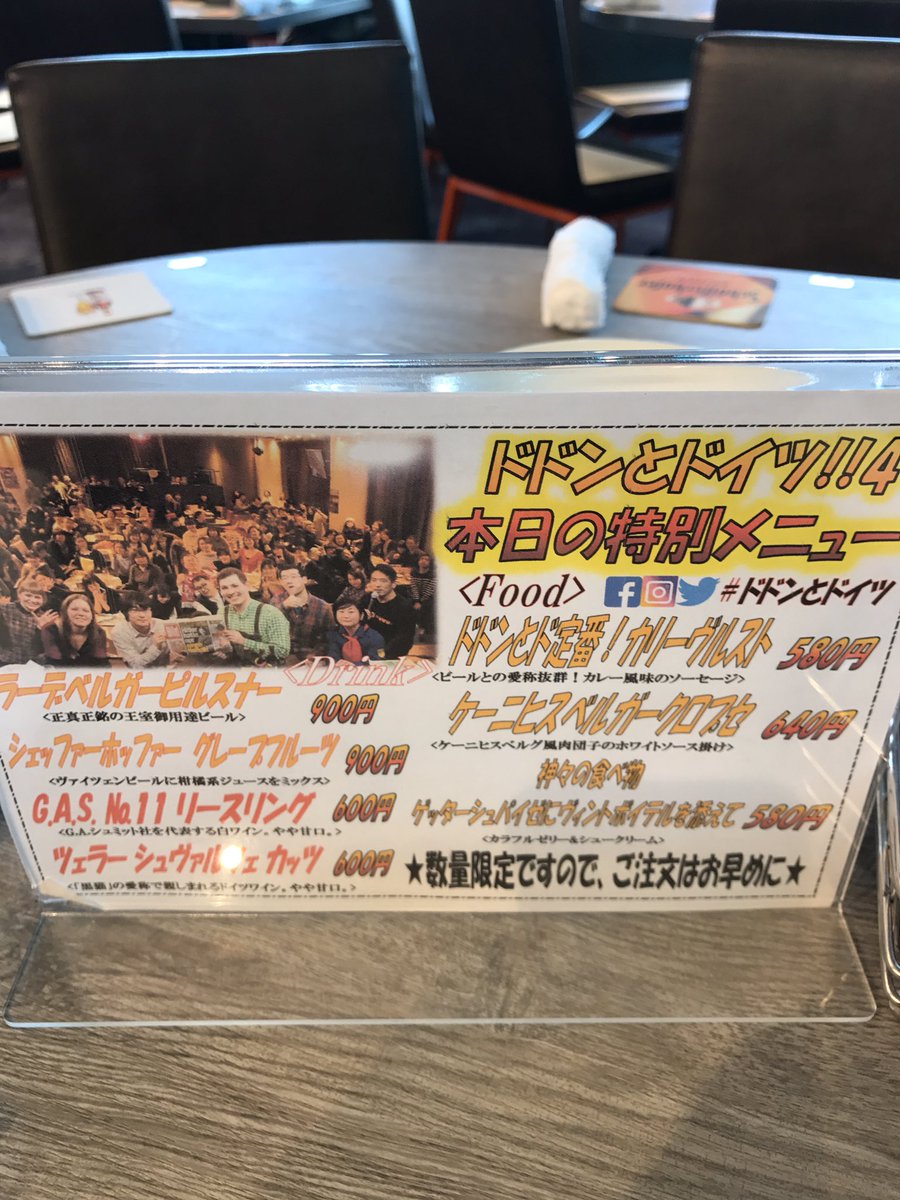 ドドンとドイツ!!4
本日の特別メニュー
<Food>
#ドドンとドイツ
ドドンとド定番!カリーヴルスト 580円
<ビールとの愛称抜群!カレー風味のソーセージ>
ケーニヒスベルガークロプセ 640円
<ケーニヒスベルグ風肉団子のホワイトソース掛け>
神々の食べ物
ゲッターシュパイゼにヴィントボイテルを添えて 580円
<カラフルゼリー&シュークリーム>
★数量限定ですので、ご注文はお早めに★
<Drink>
ラーデベルガーピルスナー 900円
<正真正銘の王室御用達ビール>
シェッファーホッファー グレープフルーツ 900円
<ヴァイツェンビールに柑橘系ジュースをミックス>
G.A.S. No.11 リースリング 600円
<G.A.シュミット社を代表する白ワイン。やや甘口。>
ツェラー シュヴァルツェ カッツ 600円
<「黒猫」の愛称で親しまれるドイツワイン。やや甘口。>